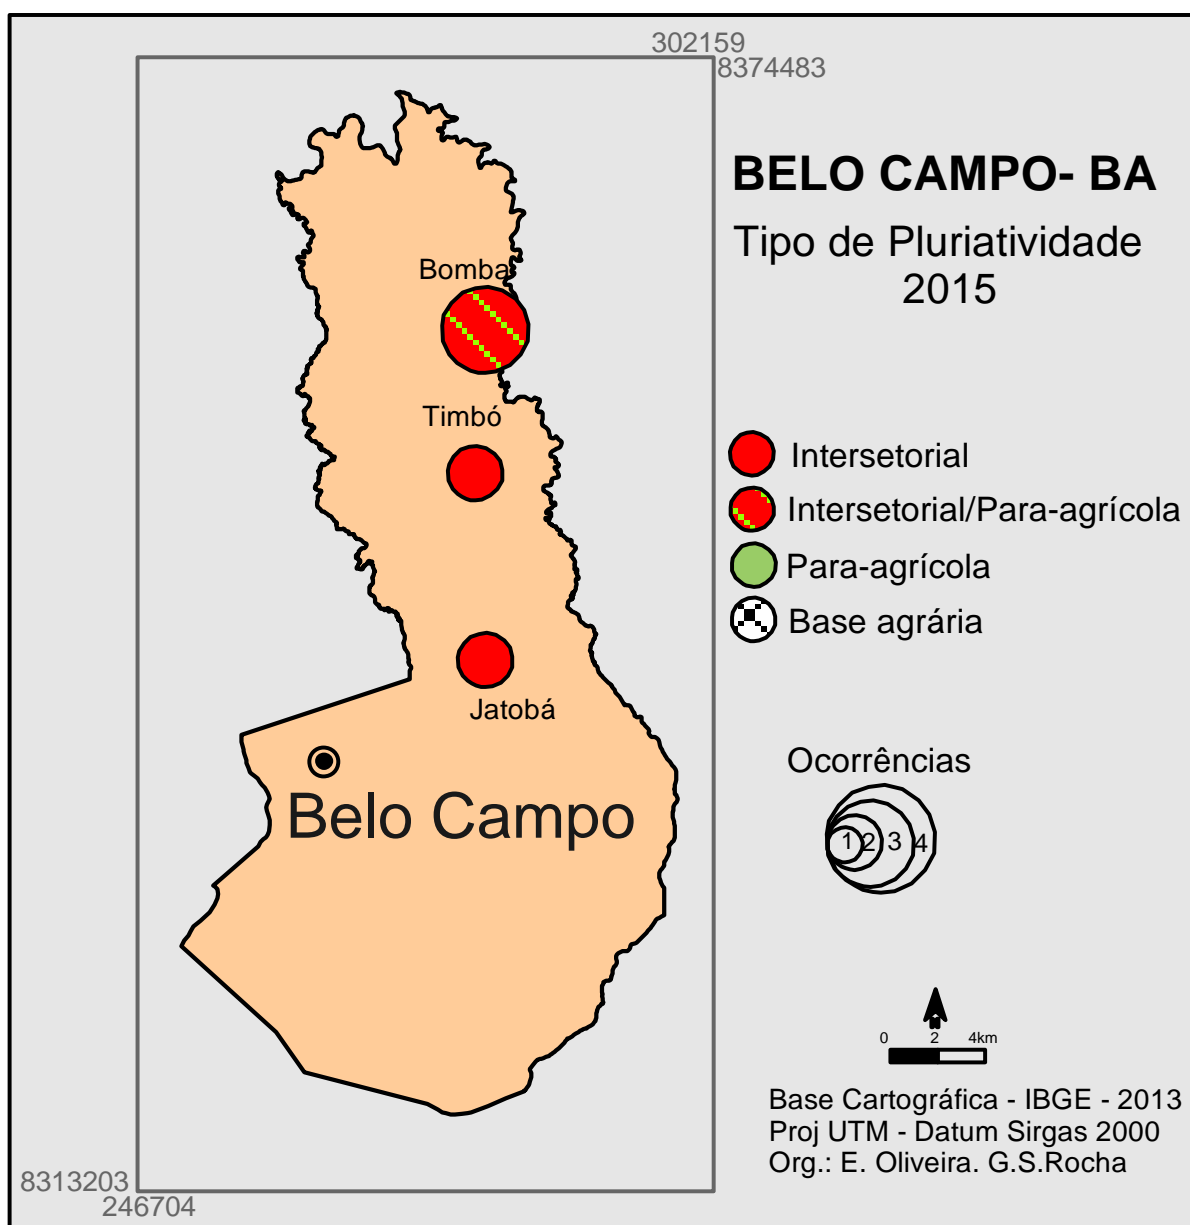 302159
8374483
BELO CAMPO- BA
Tipo de Pluriatividade
2015
Bomba
Timbó
Intersetorial
Intersetorial/Para-agrícola
Para-agrícola
Base agrária
Jatobá
Belo Campo
Ocorrências
1 2 3 4
0 2 4km
Base Cartográfica - IBGE - 2013
Proj UTM - Datum Sirgas 2000
Org.: E. Oliveira. G.S.Rocha
8313203
246704